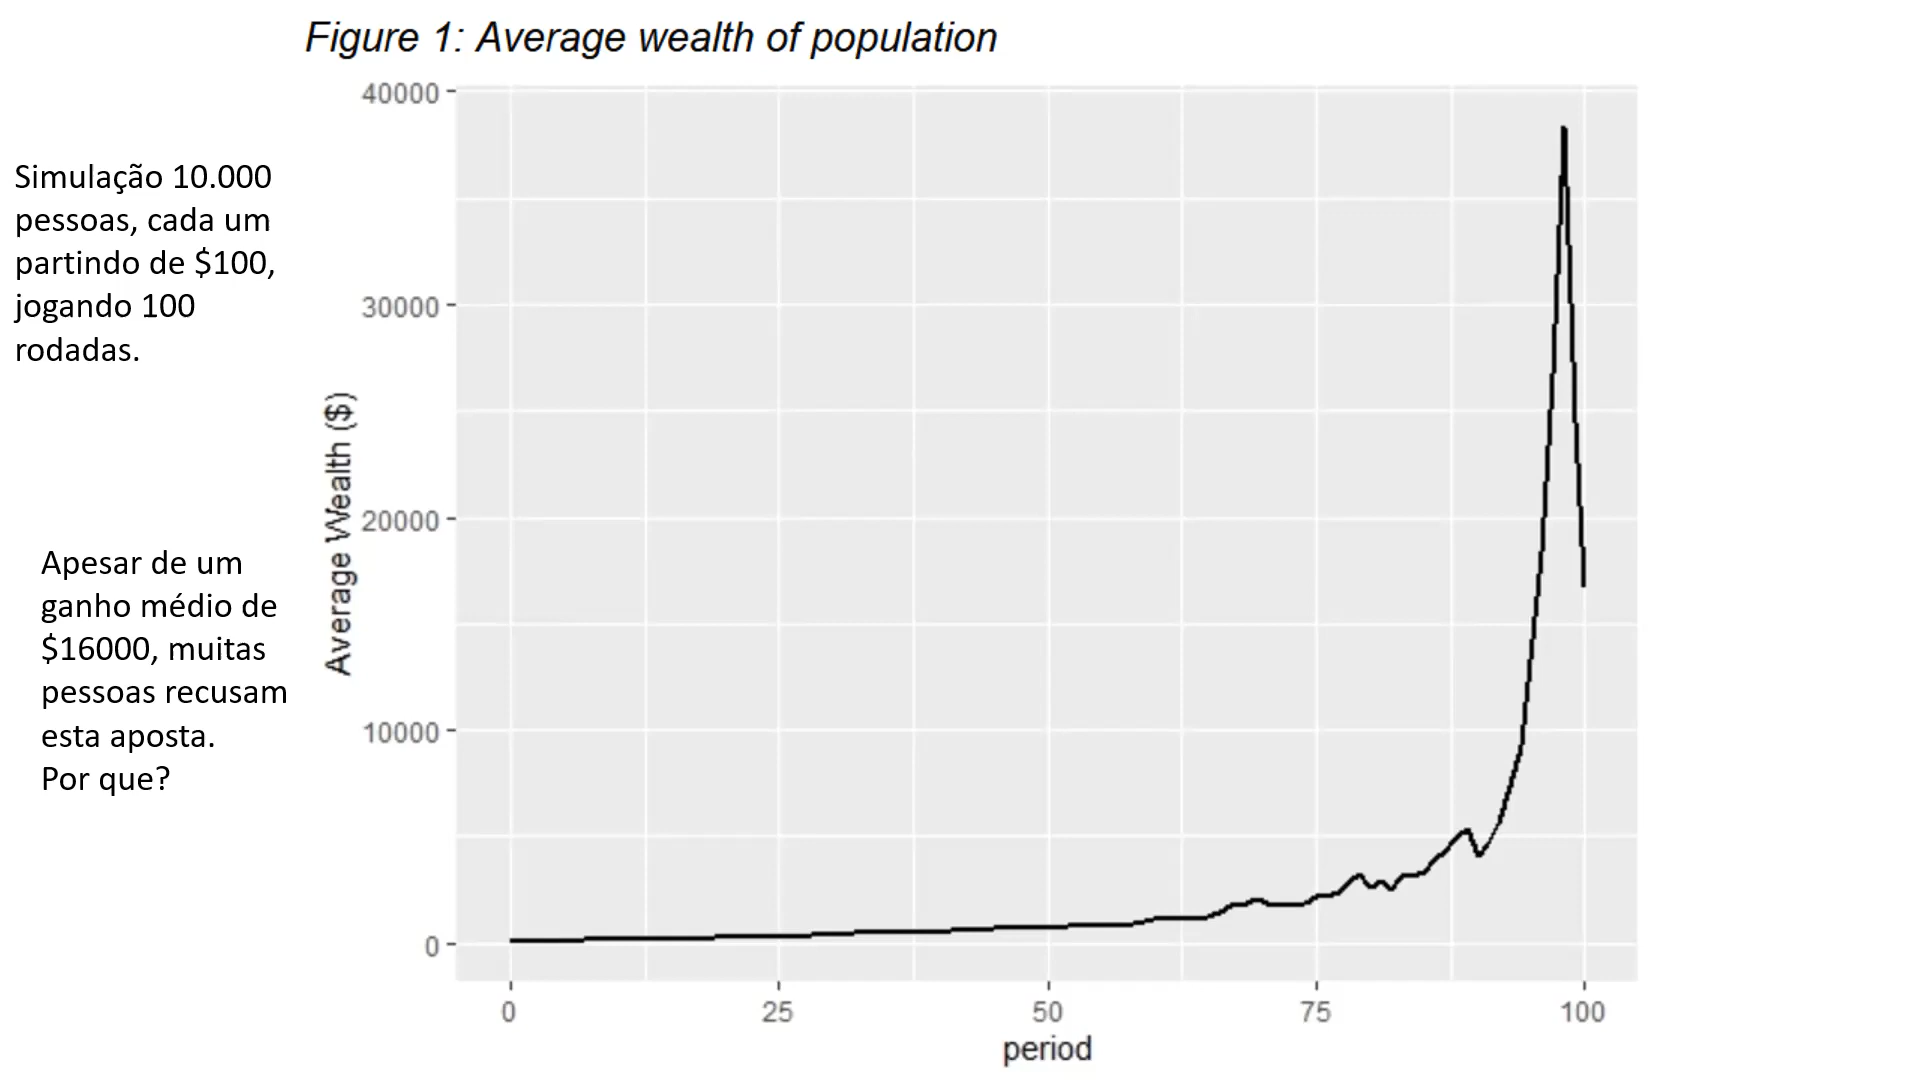 Figure 1: Average wealth of population
Simulação 10.000
pessoas, cada um
partindo de $100,
jogando 100
rodadas.
Apesar de um
ganho médio de
$16000, muitas
pessoas recusam
esta aposta.
Por que?
Average Wealth ($)
40000
30000
20000
10000
0
0
25
50
75
100
period